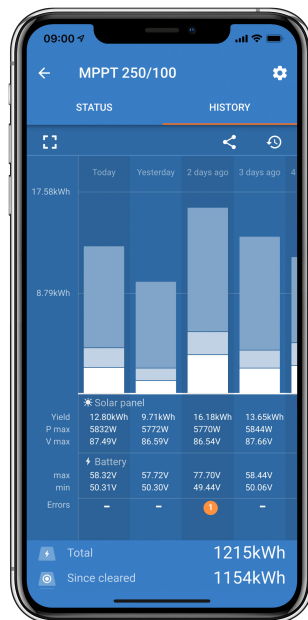 09:00
MPPT 250/100
STATUS HISTORY
Today Yesterday 2 days ago 3 days ago 4
17.58kWh
8.79kWh
Solar panel
Yield 12.80kWh 9.71kWh 16.18kWh 13.65kWh
P max 5832W 5772W 5770W 5844W
V max 87.49V 86.59V 86.54V 87.66V
Battery
max 58.32V 57.72V 77.70V 58.44V
min 50.31V 50.30V 49.44V 50.06V
Errors – – 1 –
Total 1215kWh
Since cleared 1154kWh